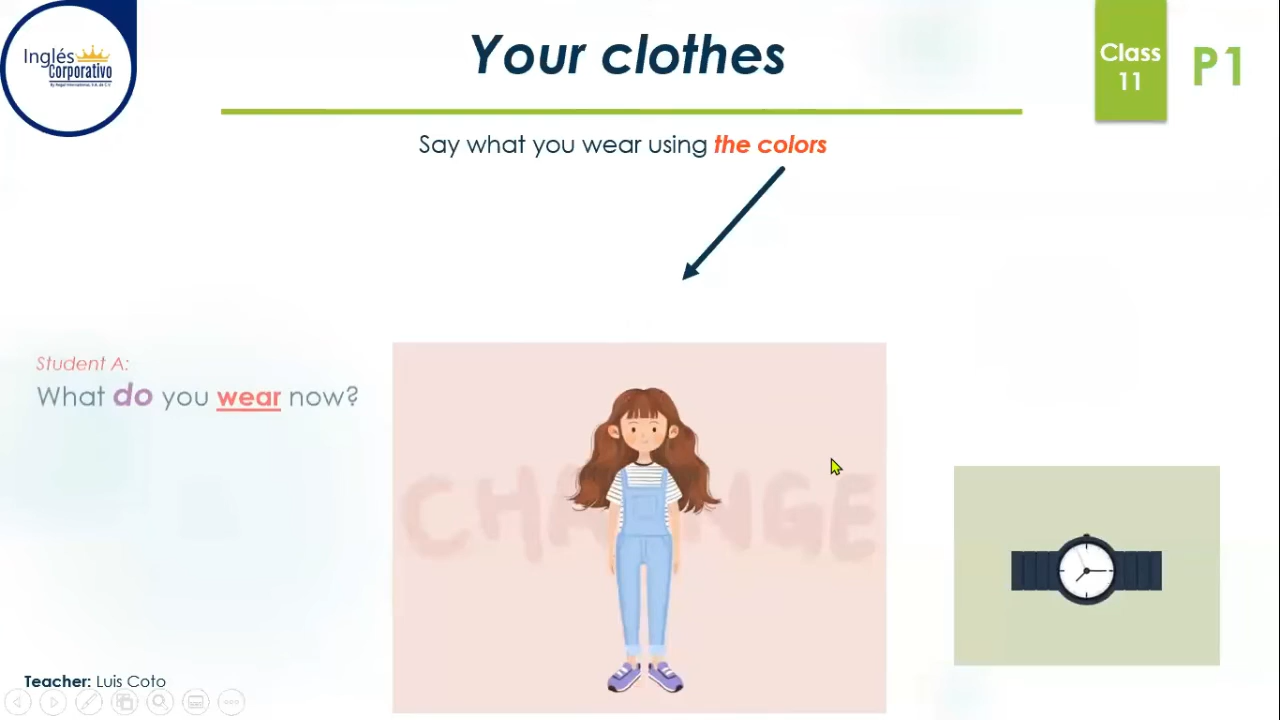 Inglés
Corporativo
Your clothes
Class
11
P1
Say what you wear using the colors
Student A:
What do you wear now?
CHANGE
Teacher: Luis Coto